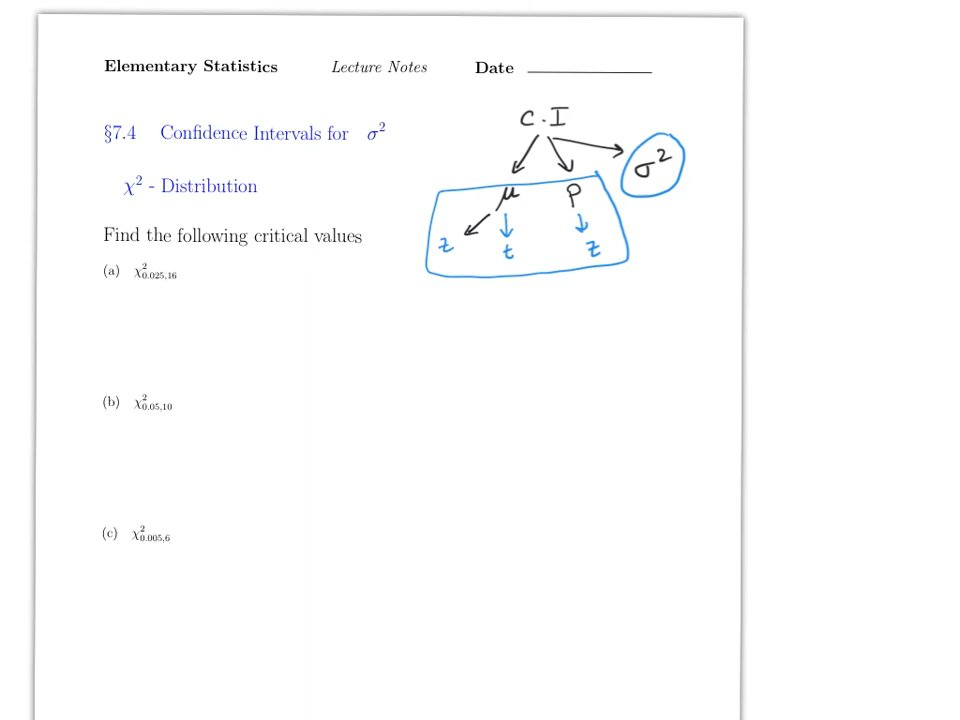 Elementary Statistics Lecture Notes Date
C.I
§7.4 Confidence Intervals for σ²
σ²
χ² - Distribution
μ P
Find the following critical values
z t z
(a) χ²0.025,16
(b) χ²0.05,10
(c) χ²0.005,6